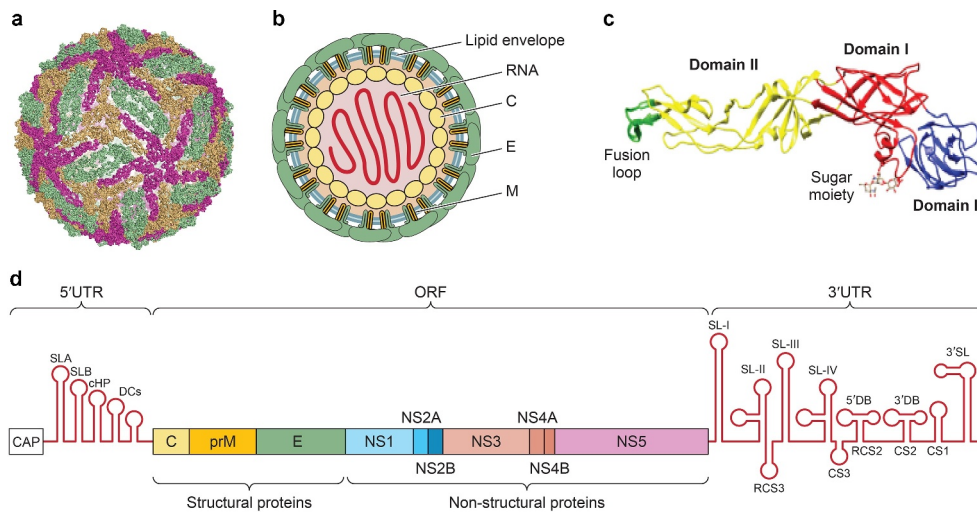 a
b
Lipid envelope
RNA
C
E
M
c
Domain II
Domain I
Fusion
loop
Sugar
moiety
Domain I
d
5′UTR
ORF
3′UTR
SLA
SLB
cHP
DCs
CAP
C
prM
E
NS1
NS2A
NS2B
NS3
NS4A
NS4B
NS5
Structural proteins
Non-structural proteins
SL-I
SL-II
SL-III
SL-IV
5′DB
3′DB
3′SL
RCS3
CS3
RCS2
CS2
CS1